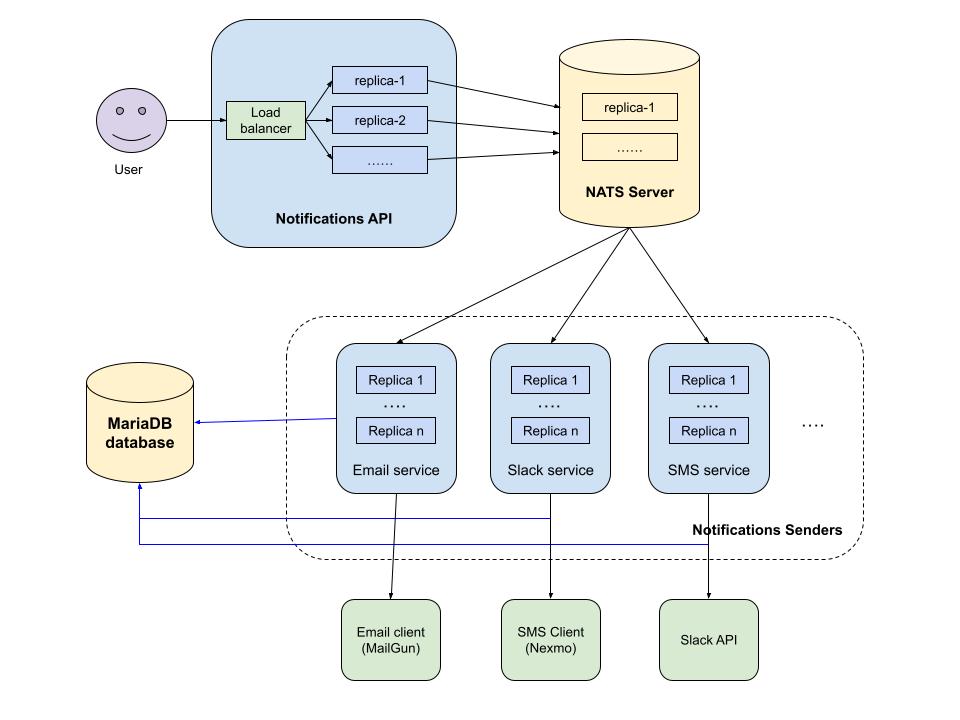 replica-1
Load
balancer
replica-2
……
User
Notifications API
replica-1
……
NATS Server
Replica 1
....
Replica n
Email service
Replica 1
....
Replica n
Slack service
Replica 1
....
Replica n
SMS service
....
MariaDB
database
Notifications Senders
Email client
(MailGun)
SMS Client
(Nexmo)
Slack API